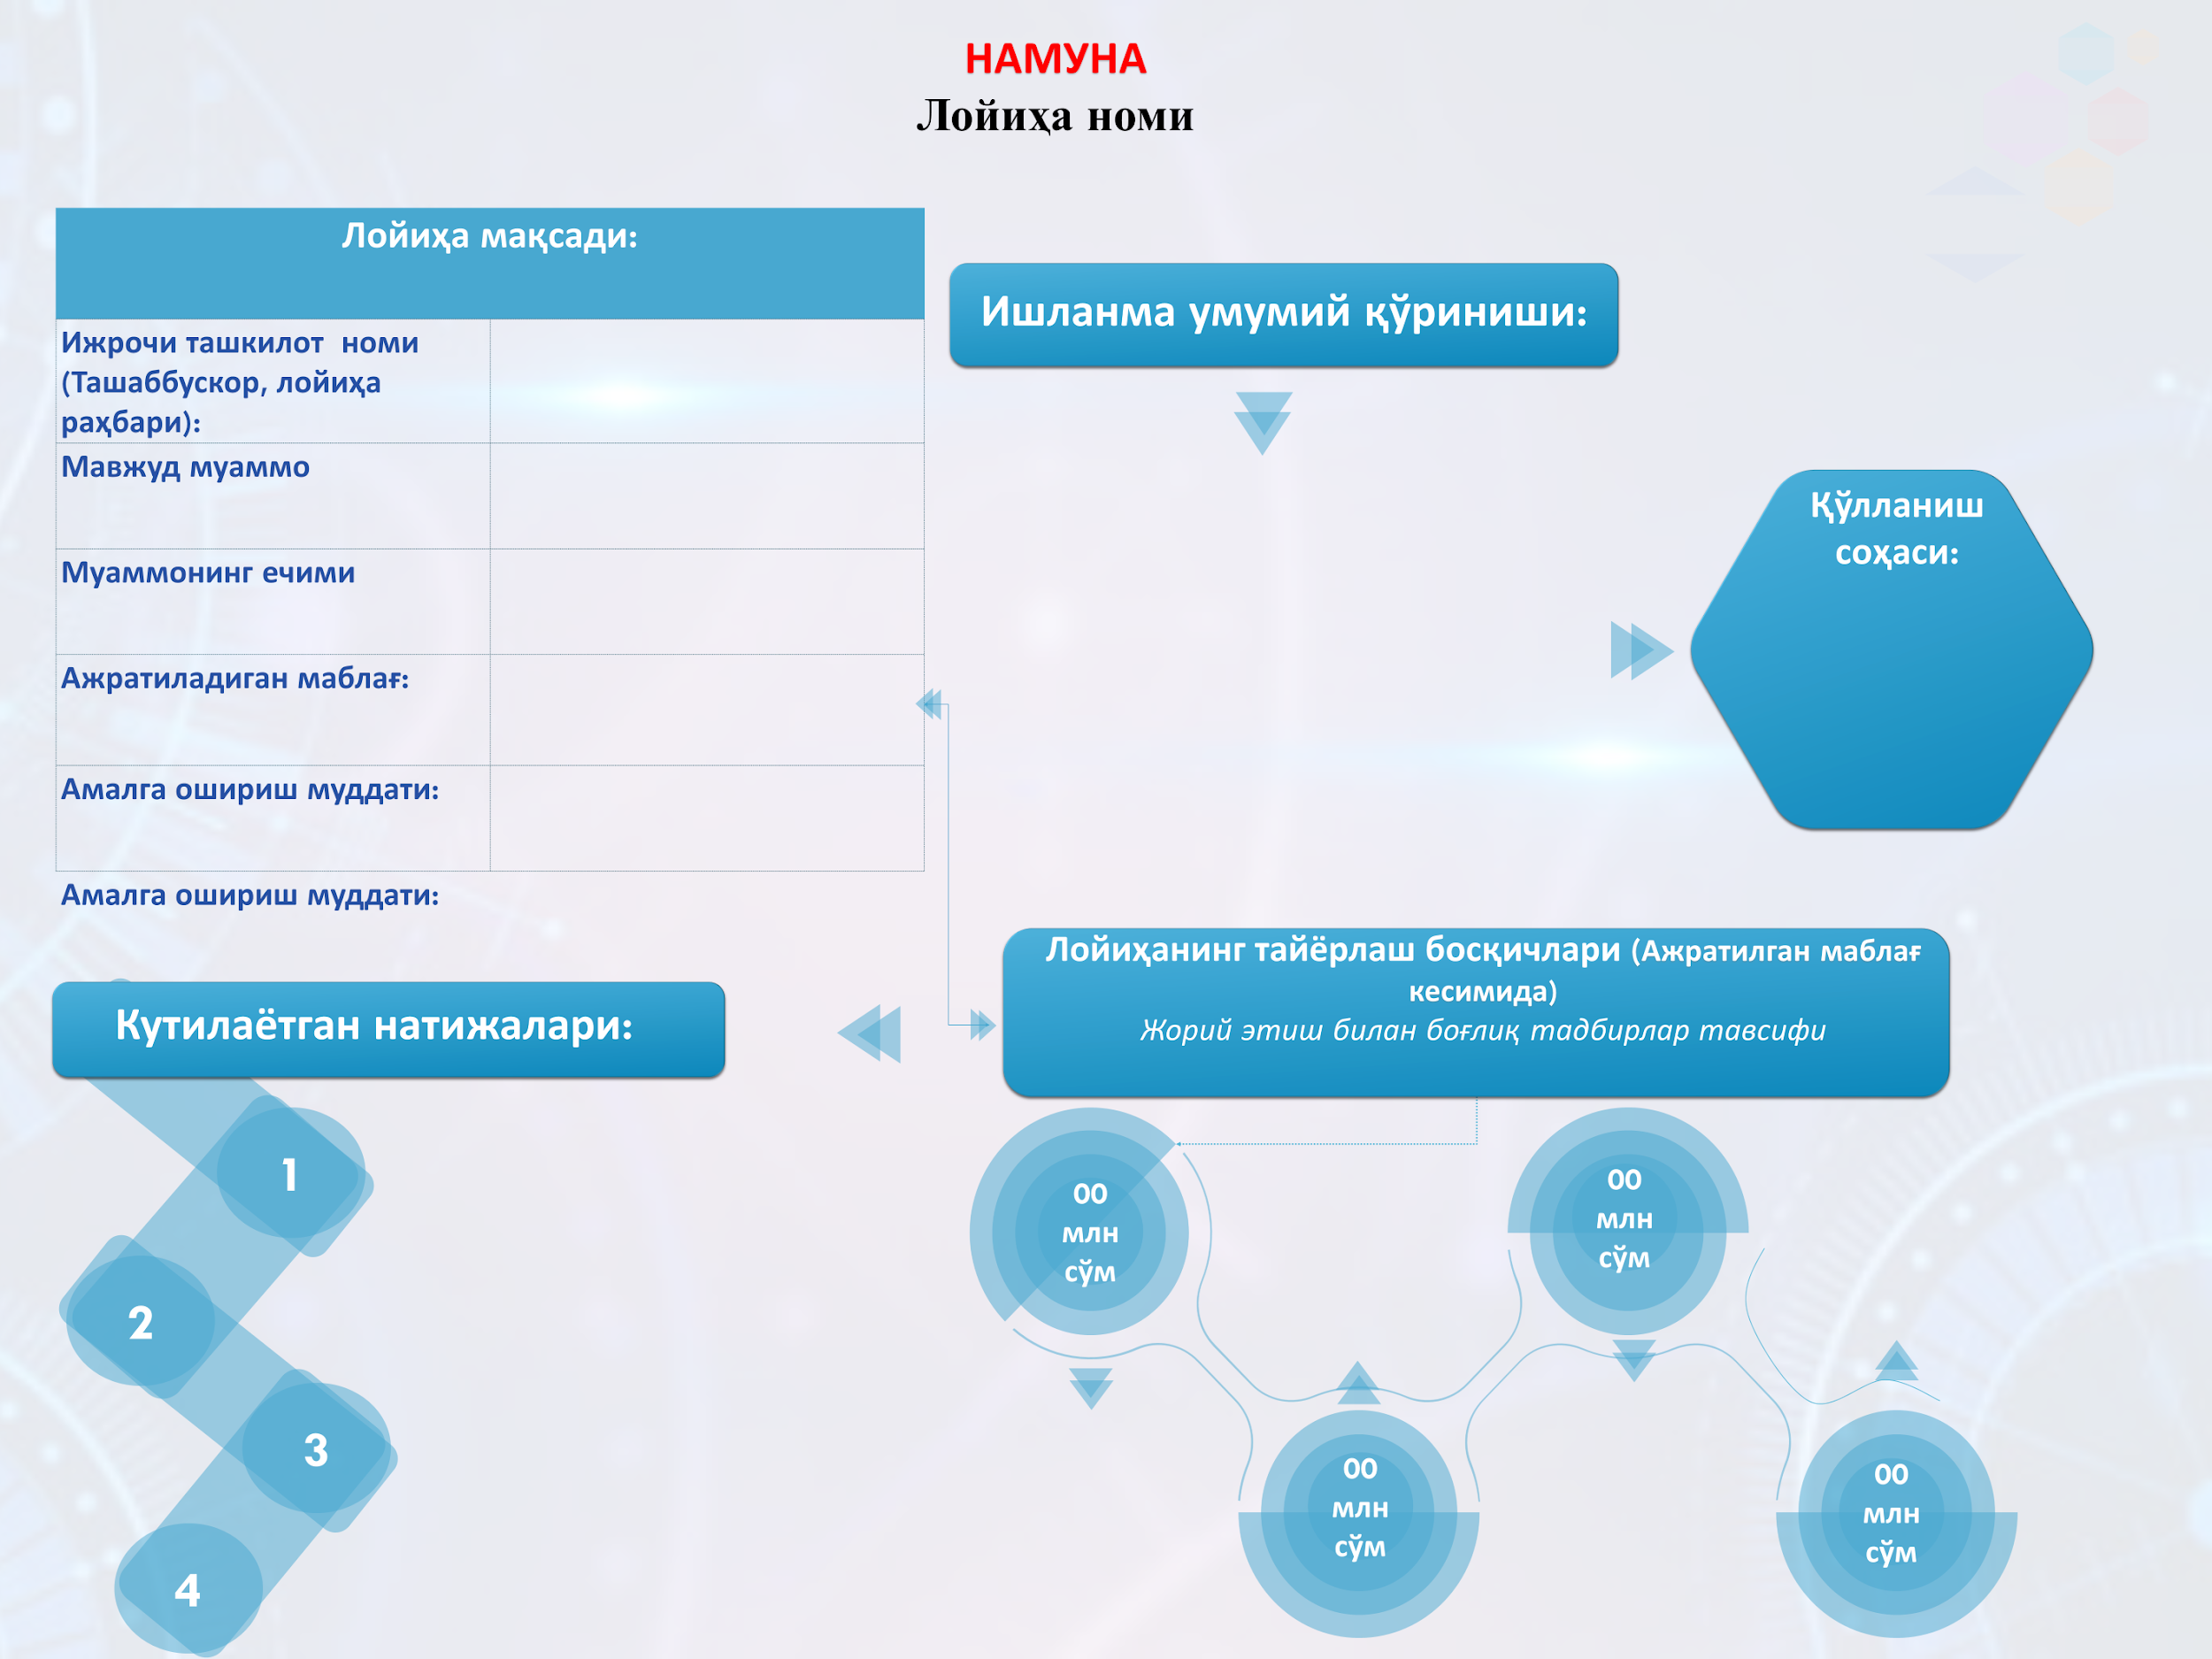 НАМУНА
Лойиҳа номи
Лойиҳа мақсади:
Ижрочи ташкилот номи
(Ташаббускор, лойиҳа
раҳбари):
Мавжуд муаммо
Муаммонинг ечими
Ажратиладиган маблағ:
Амалга ошириш муддати:
Амалга ошириш муддати:
Ишланма умумий қўриниши:
Қўлланиш
соҳаси:
Лойиҳанинг тайёрлаш босқичлари (Ажратилган маблағ
кесимида)
Жорий этиш билан боғлиқ тадбирлар тавсифи
Кутилаётган натижалари:
1
2
3
4
00
млн
сўм
00
млн
сўм
00
млн
сўм
00
млн
сўм